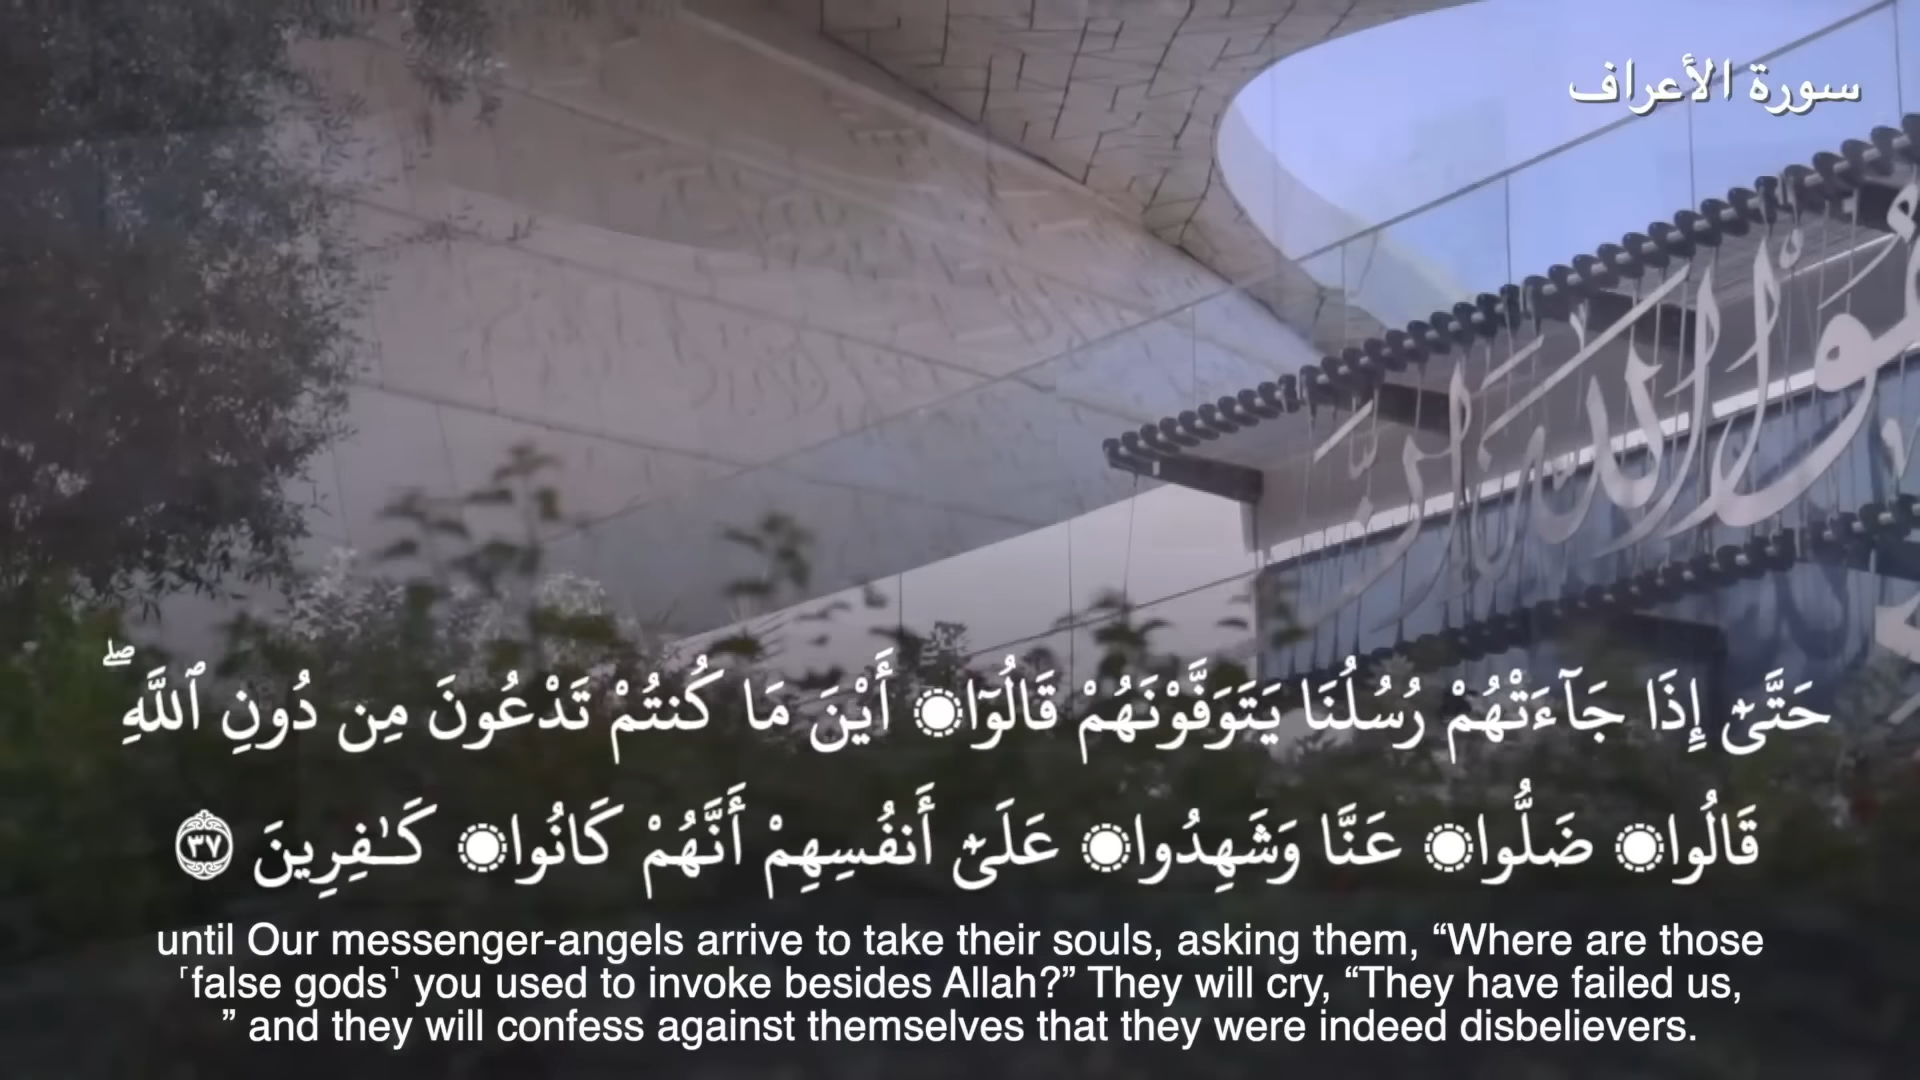 سورة الأعراف
حَتَّىٰٓ إِذَا جَآءَتْهُمْ رُسُلُنَا يَتَوَفَّوْنَهُمْ قَالُوٓا۟ أَيْنَ مَا كُنتُمْ تَدْعُونَ مِن دُونِ ٱللَّهِ ۖ
قَالُوا۟ ضَلُّوا۟ عَنَّا وَشَهِدُوا۟ عَلَىٰٓ أَنفُسِهِمْ أَنَّهُمْ كَانُوا۟ كَـٰفِرِينَ ٣٧
until Our messenger-angels arrive to take their souls, asking them, “Where are those
˹false gods˺ you used to invoke besides Allah?” They will cry, “They have failed us,
” and they will confess against themselves that they were indeed disbelievers.